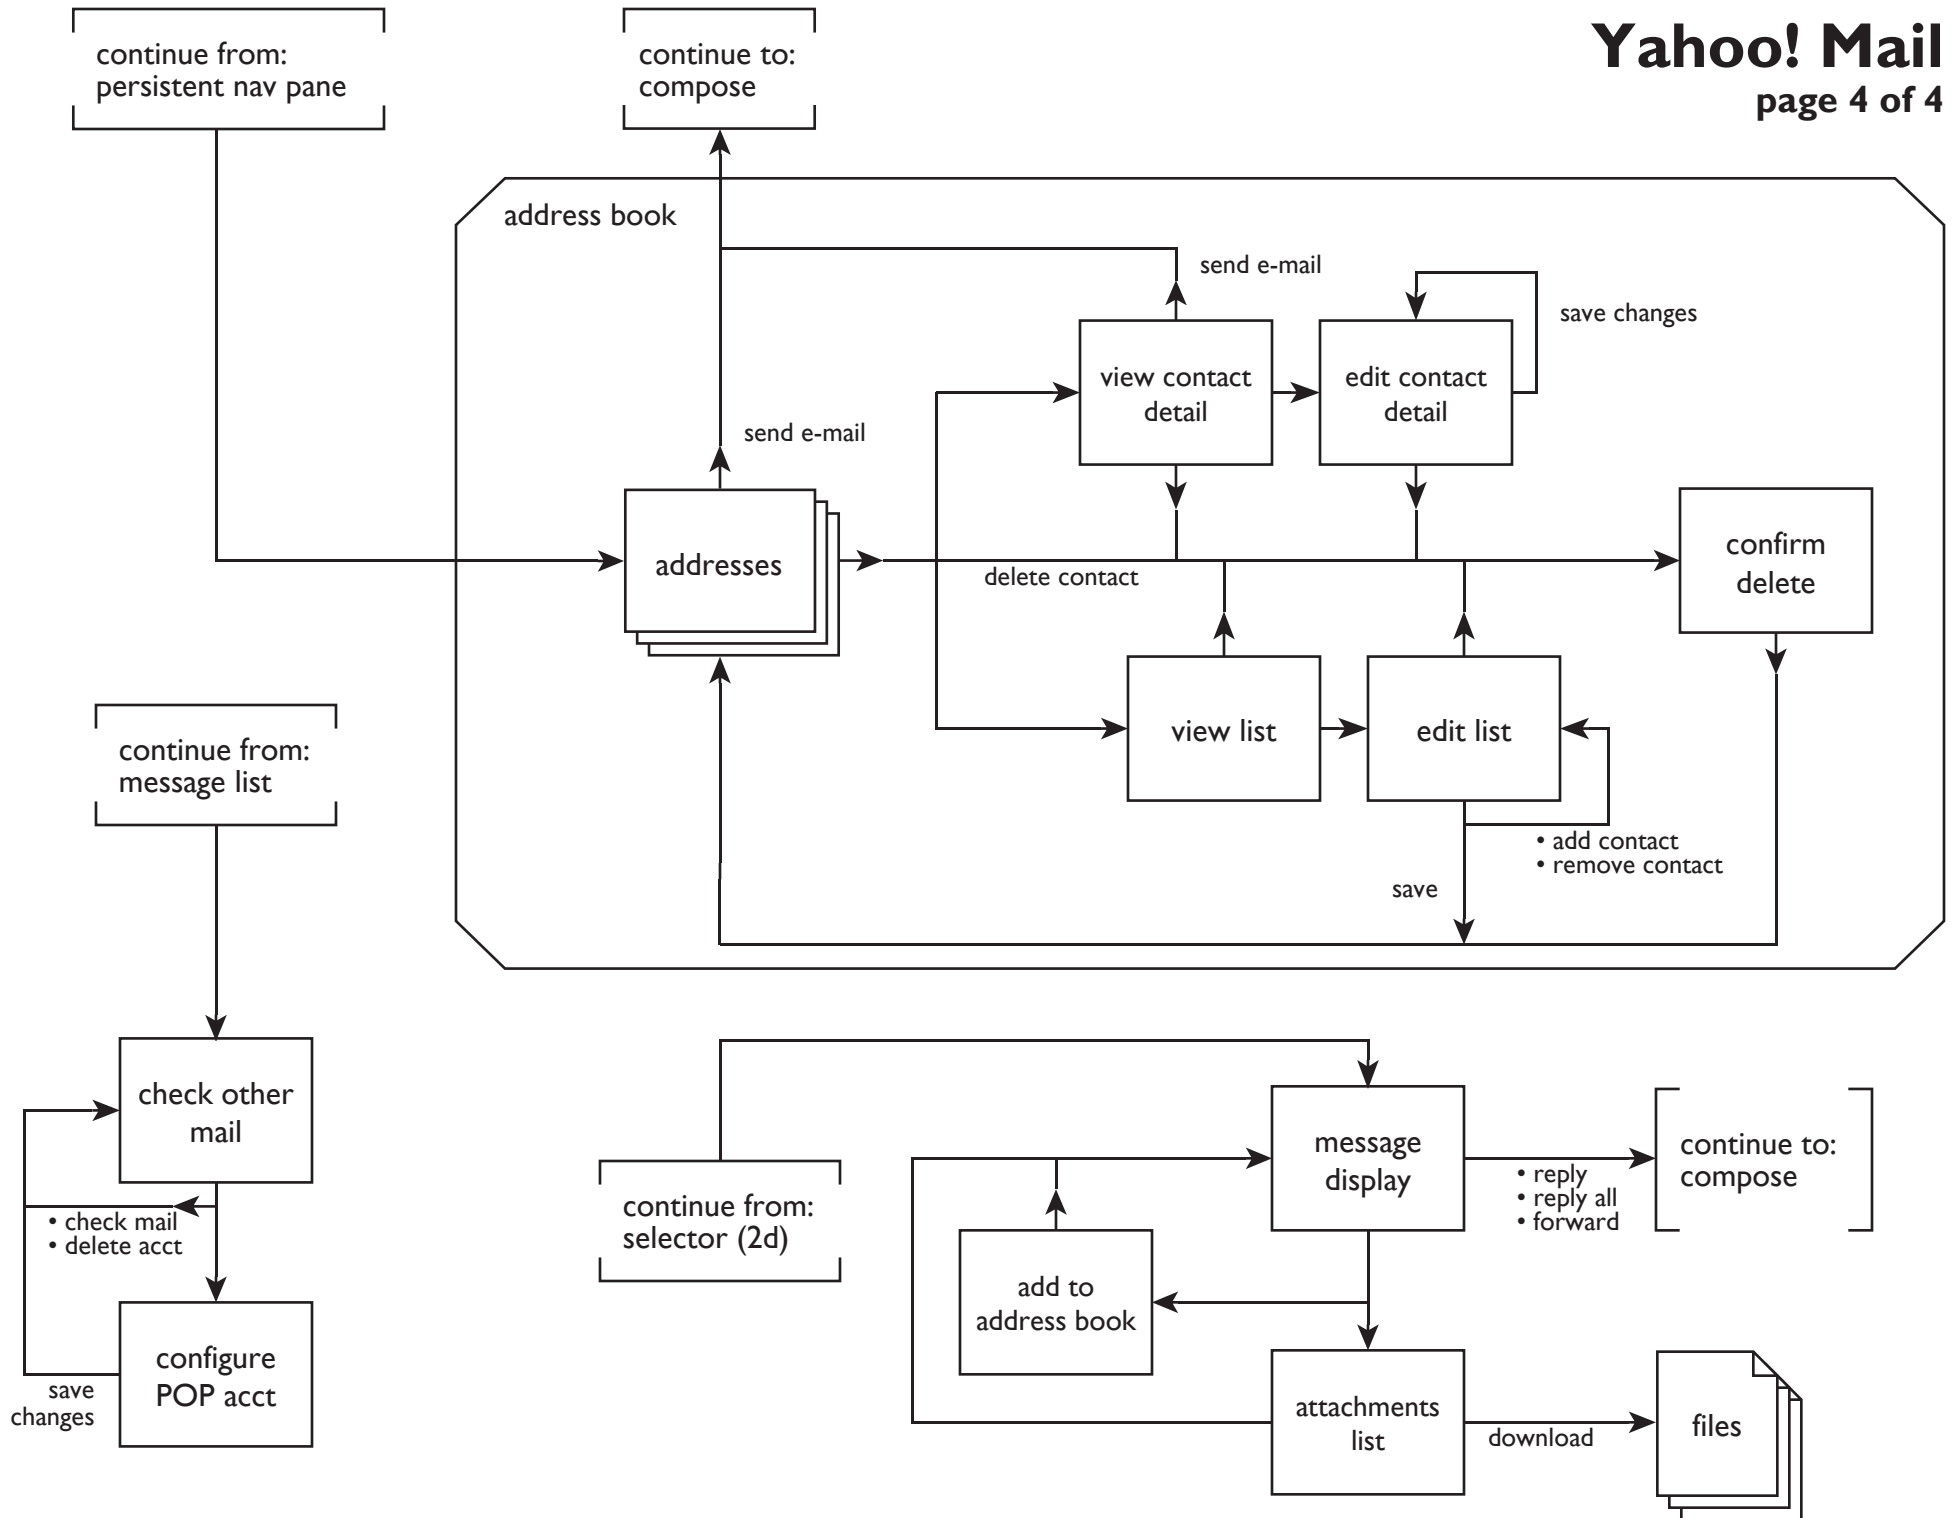 Yahoo! Mail
page 4 of 4
continue from:
persistent nav pane
continue to:
compose
address book
send e-mail
save changes
view contact
detail
edit contact
detail
send e-mail
addresses
delete contact
confirm
delete
view list
edit list
• add contact
• remove contact
save
continue from:
message list
check other
mail
• check mail
• delete acct
configure
POP acct
save
changes
continue from:
selector (2d)
message
display
• reply
• reply all
• forward
continue to:
compose
add to
address book
attachments
list
download
files